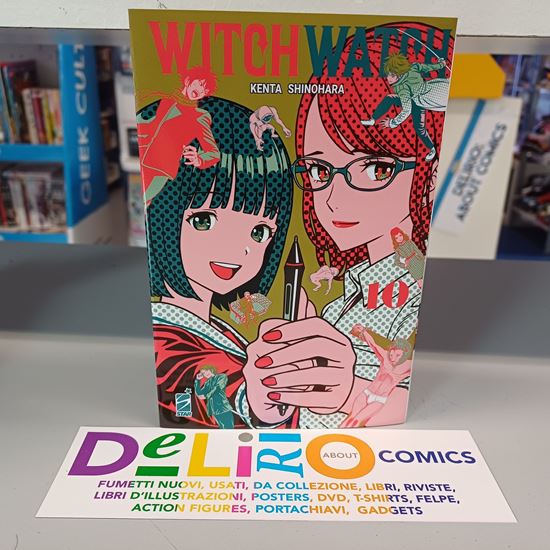 WITCH WATCH
KENTA SHINOHARA
GEEK CULT
DELIRIO!
ABOUT COMICS
10
STAR
DeLiRiO ABOUT COMICS
FUMETTI NUOVI, USATI, DA COLLEZIONE, LIBRI, RIVISTE,
LIBRI D'ILLUSTRAZIONI, POSTERS, DVD, T-SHIRTS, FELPE,
ACTION FIGURES, PORTACHIAVI, GADGETS